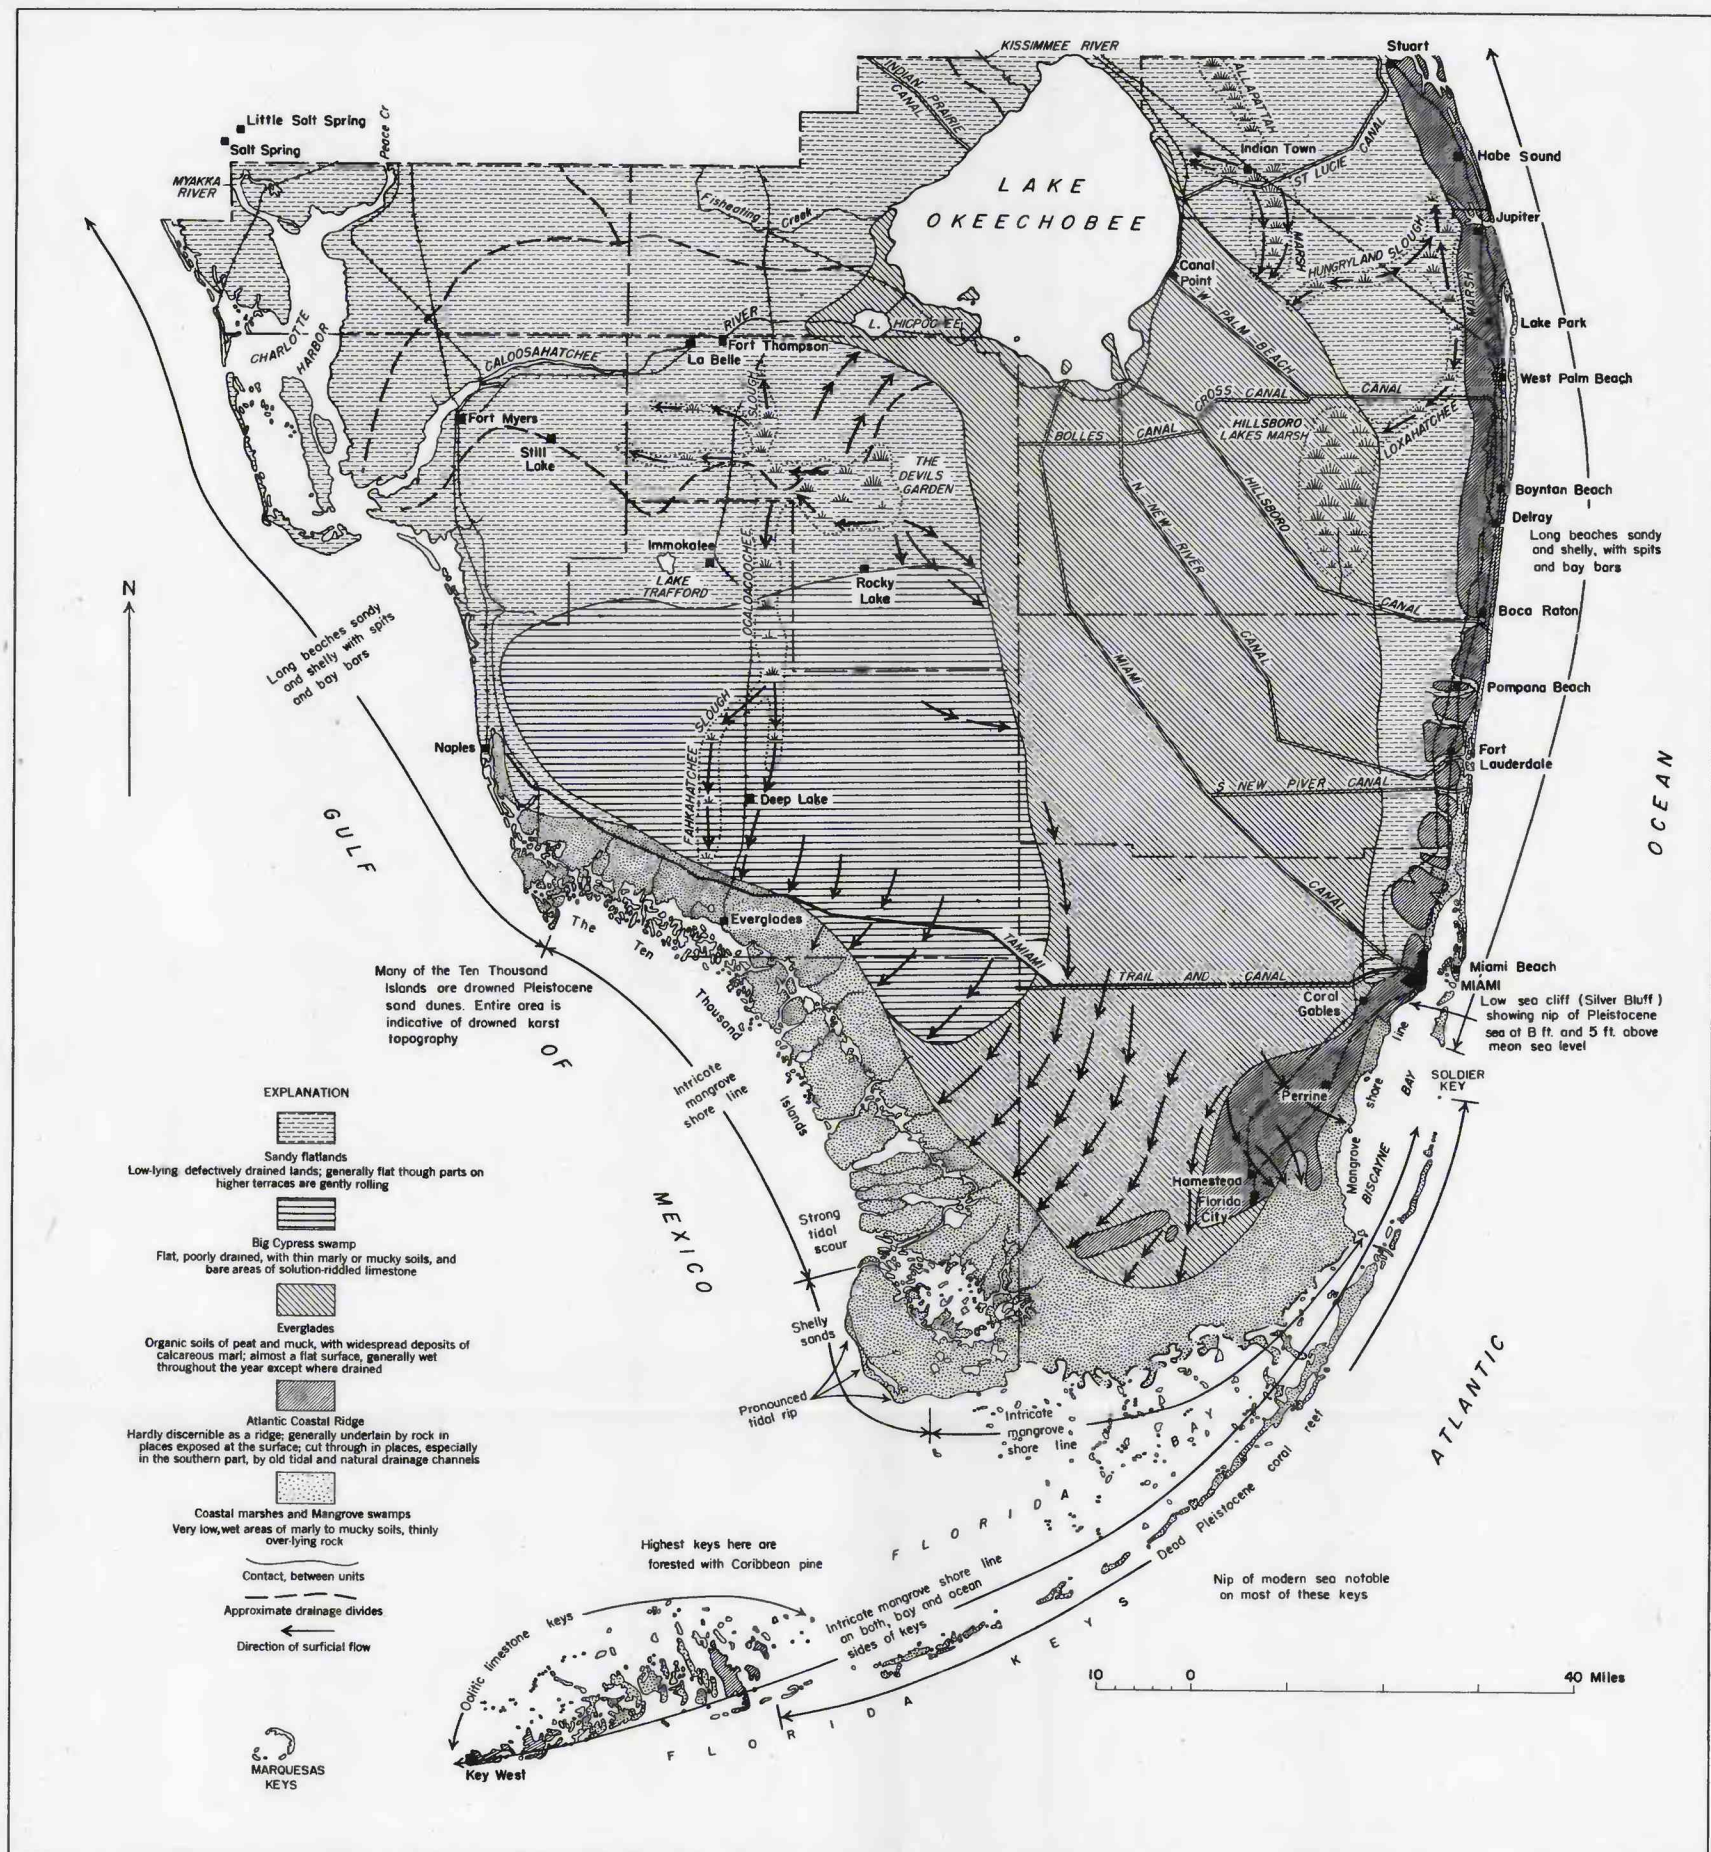 KISSIMMEE RIVER
Stuart
INDIAN PRAIRIE
CANAL
ALLAPATTAH
Little Salt Spring
Salt Spring
Peace Cr
MYAKKA
RIVER
Indian Town
ST LUCIE CANAL
Habe Sound
LAKE
OKEECHOBEE
Fisheating Creek
MARSH
HUNGRYLAND SLOUGH
Jupiter
Canal
Point
MARSH
Lake Park
L. HICPOCHEE
CHARLOTTE
HARBOR
CALOOSAHATCHEE RIVER
La Belle
Fort Thompson
W PALM BEACH CANAL
West Palm Beach
CROSS CANAL
Fort Myers
Still
Lake
SLOUGH
BOLLES CANAL
HILLSBORO
LAKES MARSH
LOXAHATCHEE
THE
DEVILS
GARDEN
N NEW RIVER CANAL
HILLSBORO CANAL
Boyntan Beach
Delray
Long beaches sandy
and shelly, with spits
and bay bars
Immokalee
LAKE
TRAFFORD
OCALOACOOCHEE
Rocky
Lake
N
Boca Raton
Long beaches sandy
and shelly with spits
and bay bars
MIAMI CANAL
Pompana Beach
FAHKAHATCHEE SLOUGH
Naples
Fort
Lauderdale
S NEW RIVER CANAL
Deep Lake
GULF OF MEXICO
ATLANTIC OCEAN
Everglades
The Ten Thousand Islands
TAMIAMI TRAIL AND CANAL
Many of the Ten Thousand
Islands are drowned Pleistocene
sand dunes. Entire area is
indicative of drowned karst
topography
Miami Beach
MIAMI
Coral
Gables
Low sea cliff (Silver Bluff)
showing nip of Pleistocene
sea at 8 ft. and 5 ft. above
mean sea level
Intricate
mangrove
shore line
SOLDIER
KEY
Perrine
Mangrove shore line
BISCAYNE BAY
Homestead
Florida
City
Strong
tidal
scour
Shelly
sands
Pronounced
tidal rip
Intricate
mangrove
shore line
FLORIDA BAY
Dead Pleistocene coral reef
EXPLANATION
Sandy flatlands
Low-lying defectively drained lands; generally flat though parts on
higher terraces are gently rolling
Big Cypress swamp
Flat, poorly drained, with thin marly or mucky soils, and
bare areas of solution-riddled limestone
Everglades
Organic soils of peat and muck, with widespread deposits of
calcareous marl; almost a flat surface, generally wet
throughout the year except where drained
Atlantic Coastal Ridge
Hardly discernible as a ridge; generally underlain by rock in
places exposed at the surface; cut through in places, especially
in the southern part, by old tidal and natural drainage channels
Coastal marshes and Mangrove swamps
Very low, wet areas of marly to mucky soils, thinly
over-lying rock
Contact, between units
Approximate drainage divides
Direction of surficial flow
Highest keys here are
forested with Caribbean pine
Oolitic limestone keys
Intricate mangrove shore line
on both, bay and ocean
sides of keys
Nip of modern sea notable
on most of these keys
FLORIDA KEYS
10 0 40 Miles
MARQUESAS
KEYS
Key West